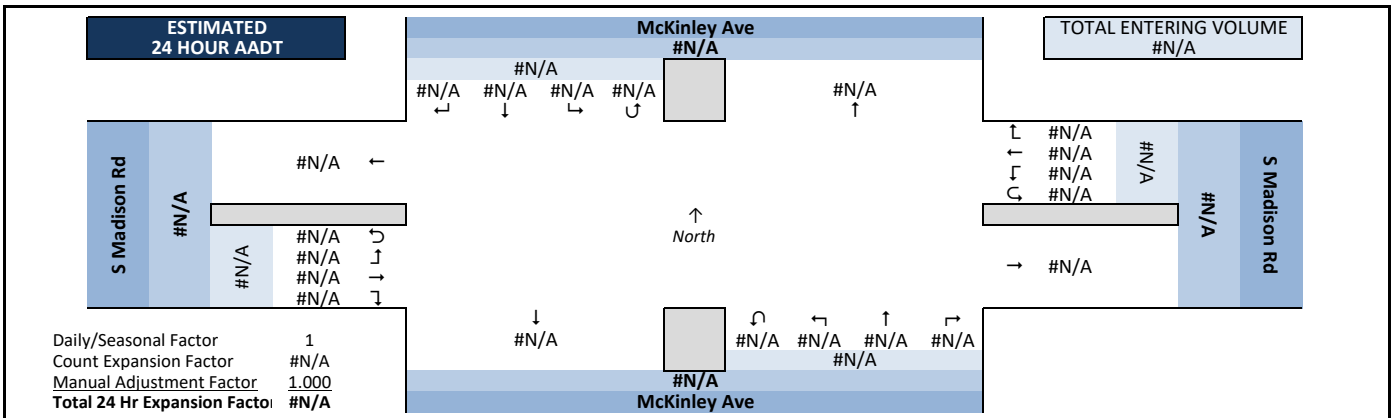 ESTIMATED
24 HOUR AADT
McKinley Ave
#N/A
TOTAL ENTERING VOLUME
#N/A
#N/A
#N/A #N/A #N/A #N/A
#N/A
S Madison Rd
#N/A
#N/A
#N/A
#N/A
#N/A
#N/A
#N/A
#N/A
#N/A
#N/A
#N/A
#N/A
#N/A
S Madison Rd
North
#N/A
#N/A
#N/A
#N/A #N/A #N/A #N/A
#N/A
#N/A
McKinley Ave
Daily/Seasonal Factor 1
Count Expansion Factor #N/A
Manual Adjustment Factor 1.000
Total 24 Hr Expansion Factor #N/A